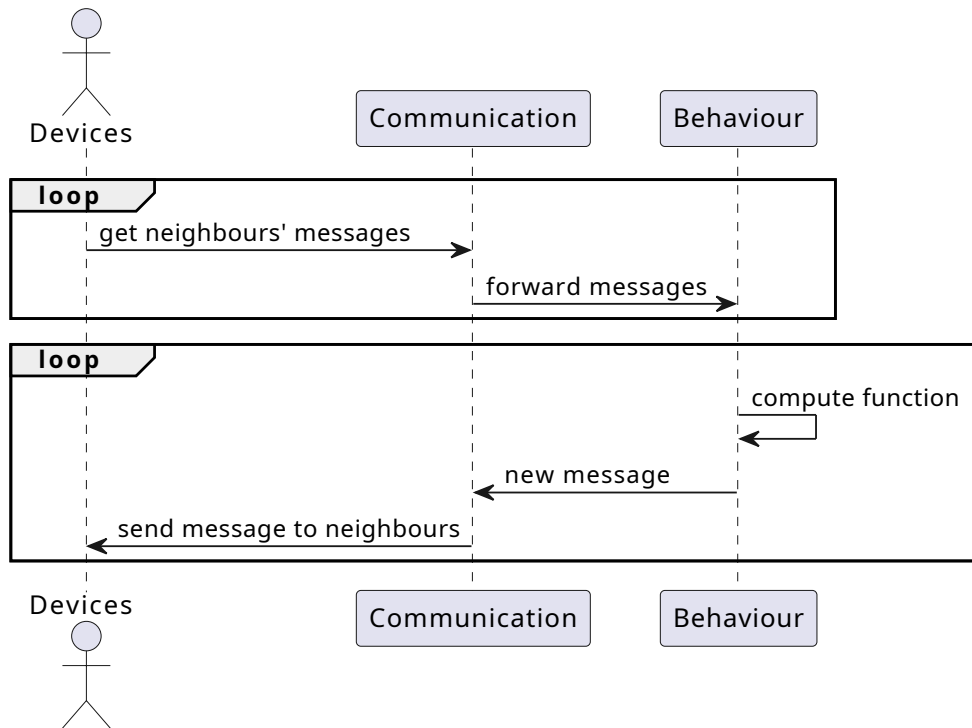 Devices
Communication
Behaviour
loop
get neighbours' messages
forward messages
loop
compute function
new message
send message to neighbours
Devices
Communication
Behaviour